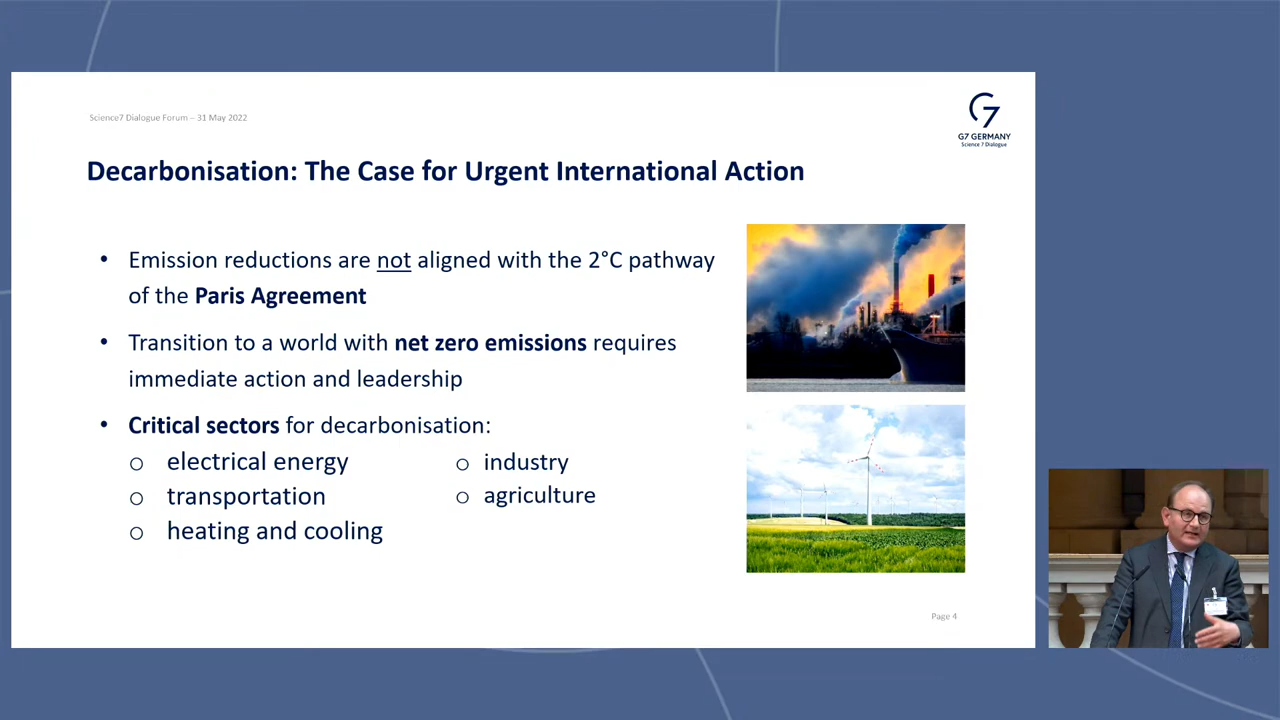 Science7 Dialogue Forum – 31 May 2022
G7
G7 GERMANY
Science 7 Dialogue
Decarbonisation: The Case for Urgent International Action
• Emission reductions are not aligned with the 2°C pathway
of the Paris Agreement
• Transition to a world with net zero emissions requires
immediate action and leadership
• Critical sectors for decarbonisation:
o electrical energy
o transportation
o heating and cooling
o industry
o agriculture
Page 4